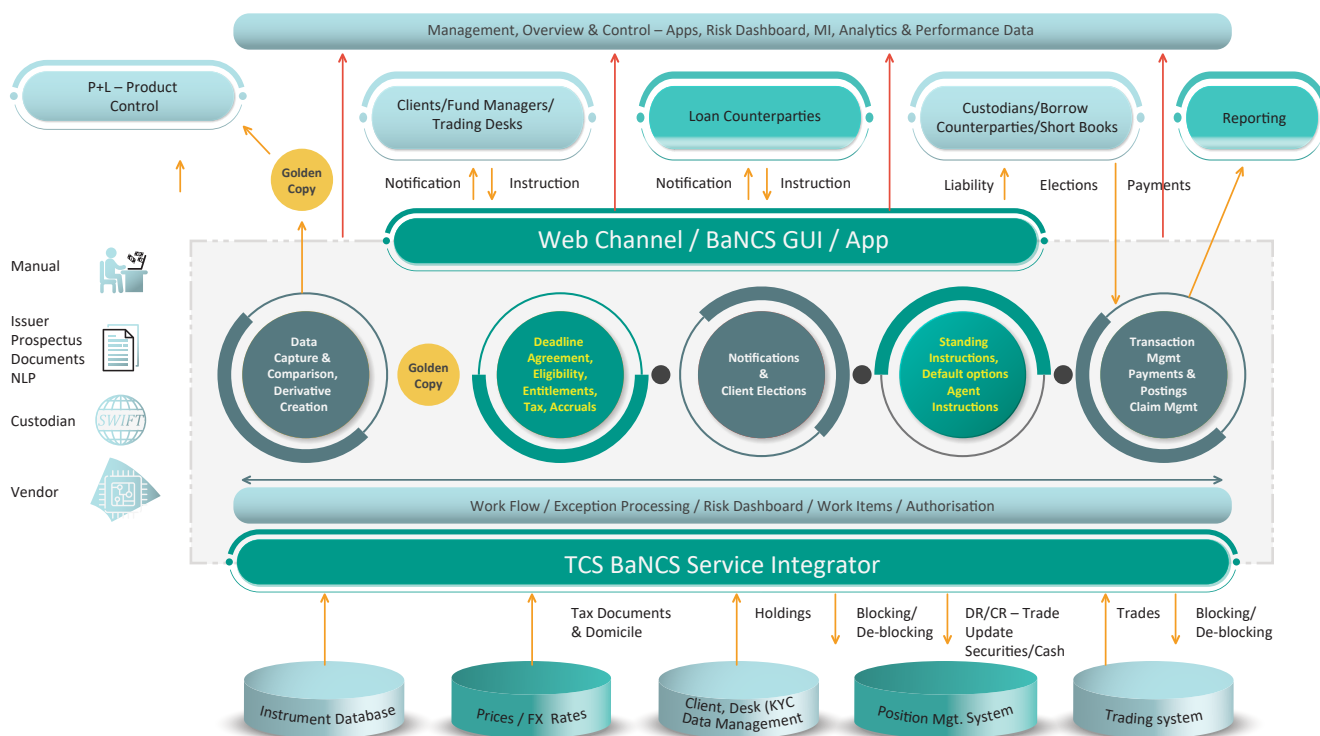 Management, Overview & Control – Apps, Risk Dashboard, MI, Analytics & Performance Data
P+L – Product
Control
Clients/Fund Managers/
Trading Desks
Loan Counterparties
Custodians/Borrow
Counterparties/Short Books
Reporting
Golden
Copy
Notification
Instruction
Notification
Instruction
Liability
Elections
Payments
Web Channel / BaNCS GUI / App
Manual
Issuer
Prospectus
Documents
NLP
Custodian
SWIFT
Vendor
Data
Capture &
Comparison,
Derivative
Creation
Golden
Copy
Deadline
Agreement,
Eligibility,
Entitlements,
Tax, Accruals
Notifications
&
Client Elections
Standing
Instructions,
Default options
Agent
Instructions
Transaction
Mgmt
Payments &
Postings
Claim Mgmt
Work Flow / Exception Processing / Risk Dashboard / Work Items / Authorisation
TCS BaNCS Service Integrator
Tax Documents
& Domicile
Holdings
Blocking/
De-blocking
DR/CR – Trade
Update
Securities/Cash
Trades
Blocking/
De-blocking
Instrument Database
Prices / FX Rates
Client, Desk (KYC
Data Management
Position Mgt. System
Trading system